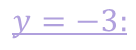 y = −3: